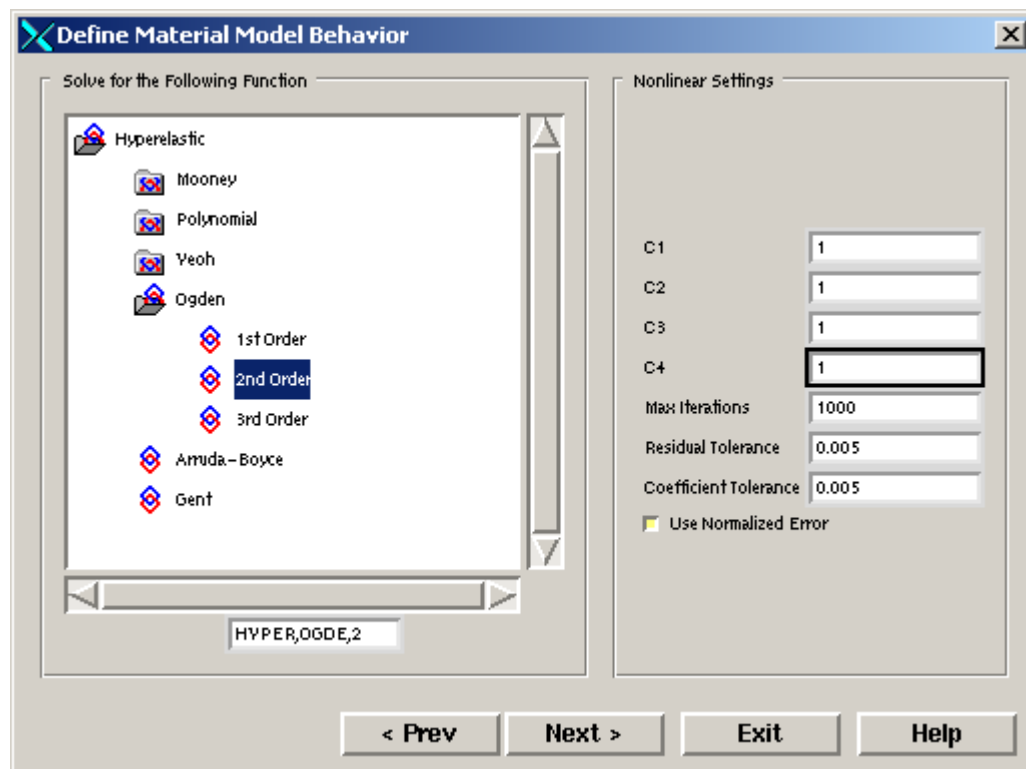 Define Material Model Behavior
Solve for the Following Function
Hyperelastic
Mooney
Polynomial
Yeoh
Ogden
1st Order
2nd Order
3rd Order
Arruda-Boyce
Gent
HYPER,OGDE,2
Nonlinear Settings
C1 1
C2 1
C3 1
C4 1
Max Iterations 1000
Residual Tolerance 0.005
Coefficient Tolerance 0.005
Use Normalized Error
< Prev Next > Exit Help